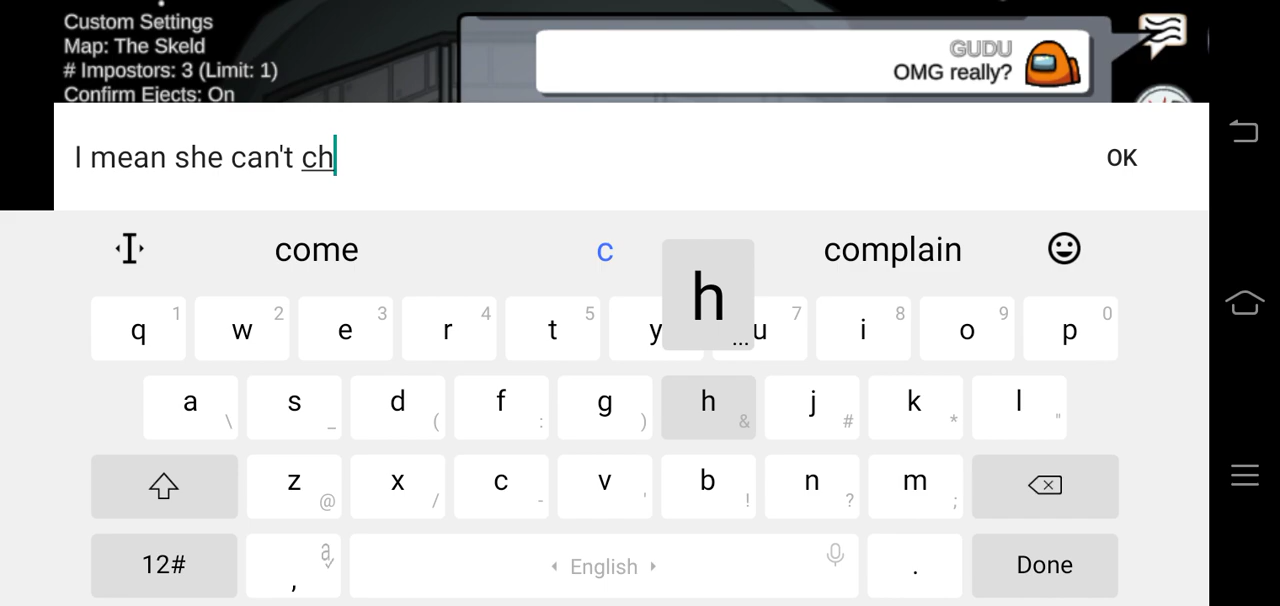 Custom Settings
Map: The Skeld
# Impostors: 3 (Limit: 1)
Confirm Ejects: On
GUDU
OMG really?
I mean she can't ch
OK
come c complain
h
...
q 1 w 2 e 3 r 4 t 5 y u 7 i 8 o 9 p 0
a \ s _ d ( f : g ) h & j # k * l "
z @ x / c - v ' b ! n ? m ;
12# , a English . Done